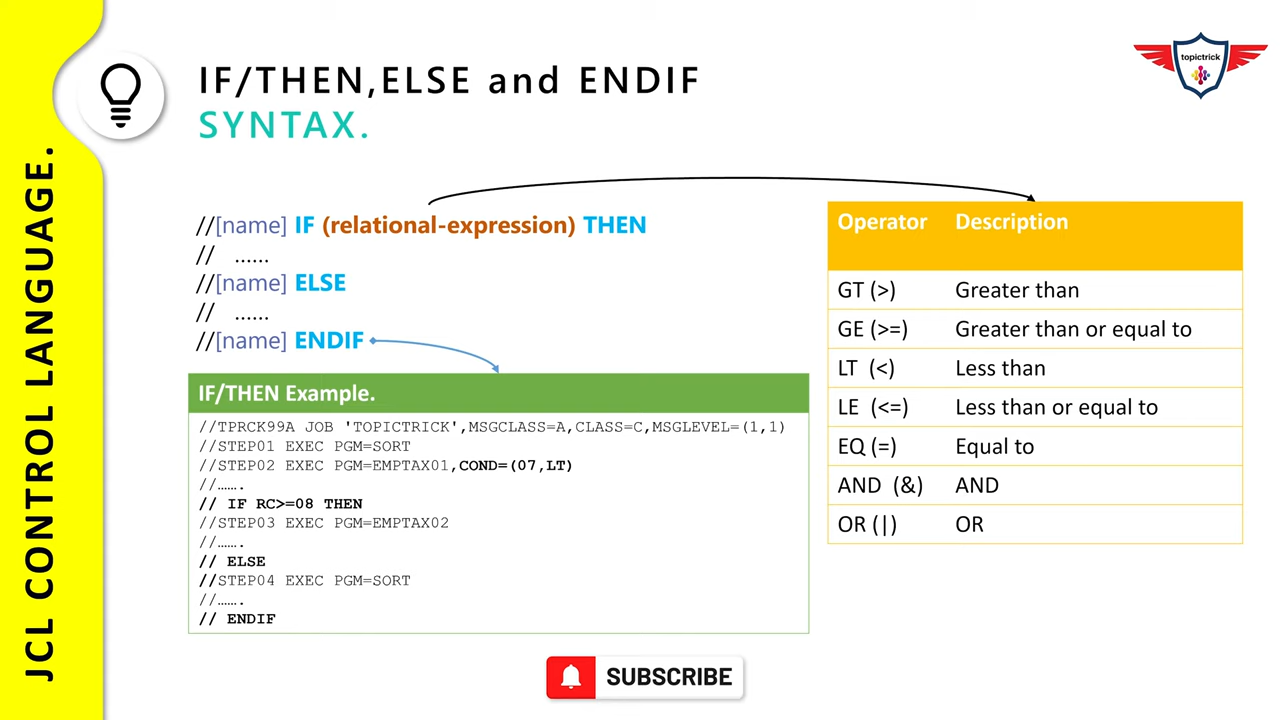 JCL CONTROL LANGUAGE.
IF/THEN,ELSE and ENDIF
SYNTAX.
topictrick
//[name] IF (relational-expression) THEN
// ......
//[name] ELSE
// ......
//[name] ENDIF
IF/THEN Example.
//TPRCK99A JOB 'TOPICTRICK',MSGCLASS=A,CLASS=C,MSGLEVEL=(1,1)
//STEP01 EXEC PGM=SORT
//STEP02 EXEC PGM=EMPTAX01,COND=(07,LT)
//…….
// IF RC>=08 THEN
//STEP03 EXEC PGM=EMPTAX02
//…….
// ELSE
//STEP04 EXEC PGM=SORT
//…….
// ENDIF
Operator Description
GT (>) Greater than
GE (>=) Greater than or equal to
LT (<) Less than
LE (<=) Less than or equal to
EQ (=) Equal to
AND (&) AND
OR (|) OR
SUBSCRIBE